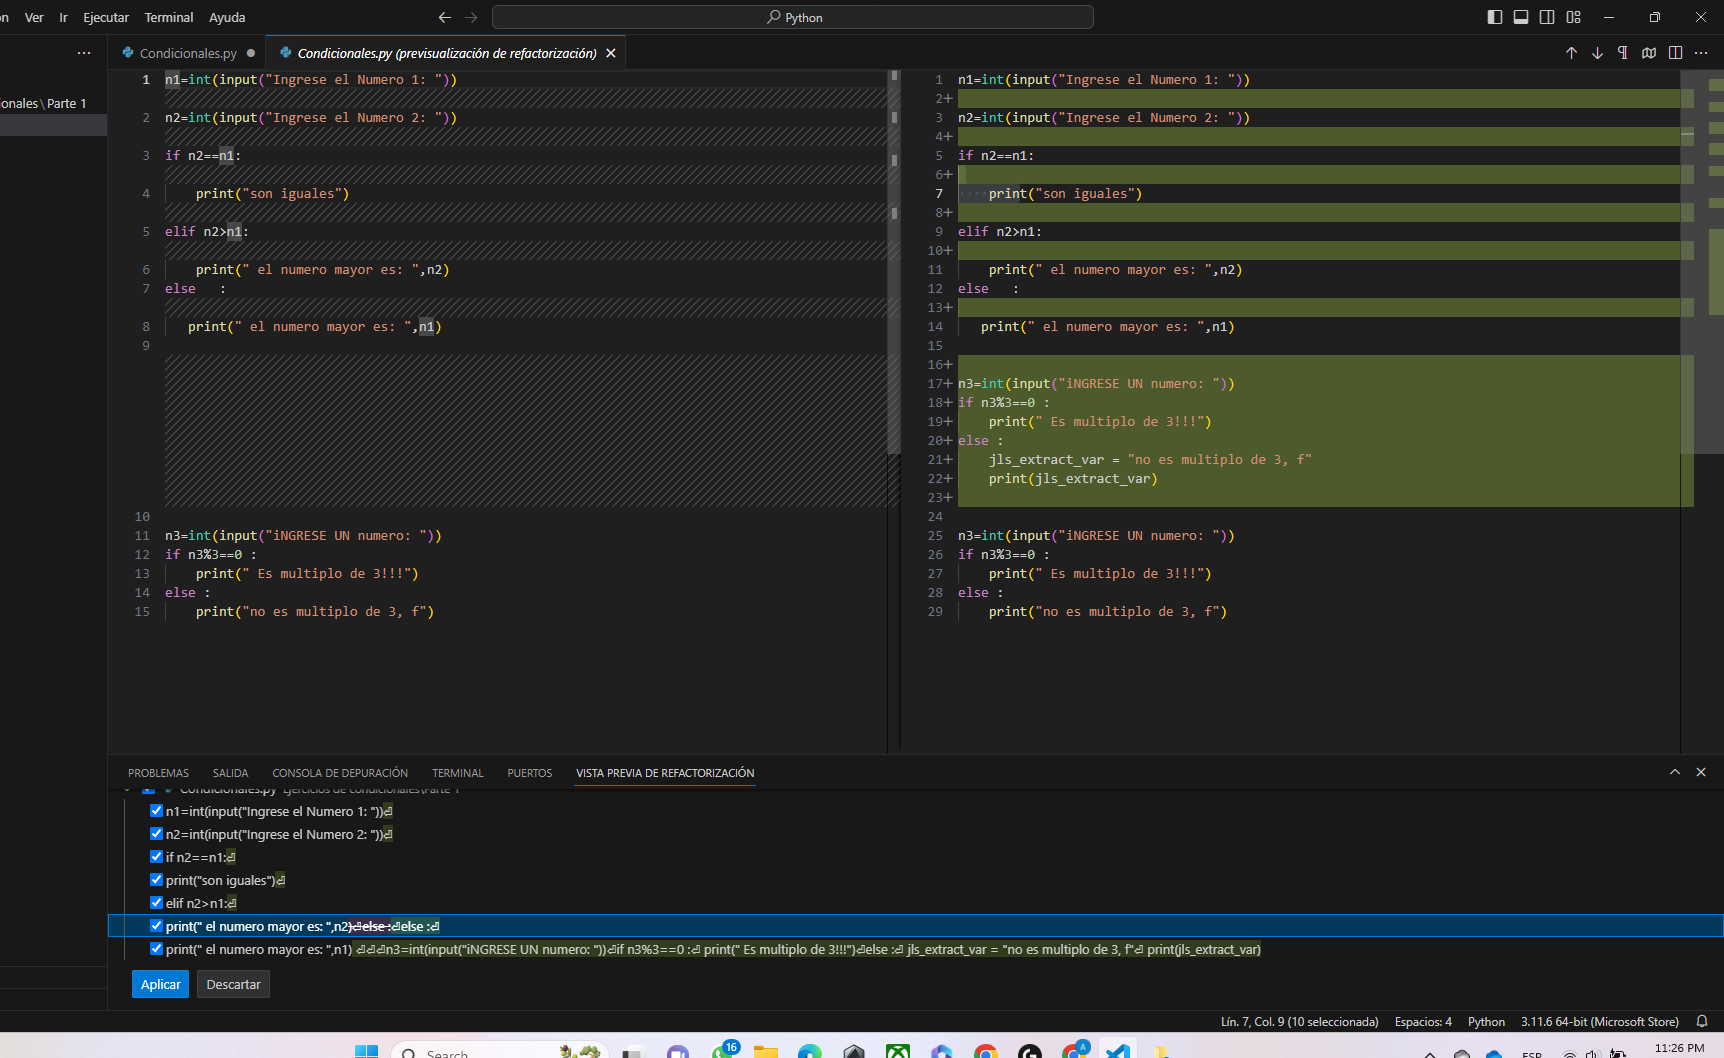 ón Ver Ir Ejecutar Terminal Ayuda
Python
Condicionales.py
Condicionales.py (previsualización de refactorización)
onales \ Parte 1
1 n1=int(input("Ingrese el Numero 1: "))
2 n2=int(input("Ingrese el Numero 2: "))
3 if n2==n1:
4 print("son iguales")
5 elif n2>n1:
6 print(" el numero mayor es: ",n2)
7 else   :
8 print(" el numero mayor es: ",n1)
9
10
11 n3=int(input("iNGRESE UN numero: "))
12 if n3%3==0 :
13 print(" Es multiplo de 3!!!")
14 else :
15 print("no es multiplo de 3, f")
1 n1=int(input("Ingrese el Numero 1: "))
2+
3 n2=int(input("Ingrese el Numero 2: "))
4+
5 if n2==n1:
6+
7 ····print("son iguales")
8+
9 elif n2>n1:
10+
11 print(" el numero mayor es: ",n2)
12 else   :
13+
14 print(" el numero mayor es: ",n1)
15
16+
17+ n3=int(input("iNGRESE UN numero: "))
18+ if n3%3==0 :
19+ print(" Es multiplo de 3!!!")
20+ else :
21+ jls_extract_var = "no es multiplo de 3, f"
22+ print(jls_extract_var)
23+
24
25 n3=int(input("iNGRESE UN numero: "))
26 if n3%3==0 :
27 print(" Es multiplo de 3!!!")
28 else :
29 print("no es multiplo de 3, f")
PROBLEMAS SALIDA CONSOLA DE DEPURACIÓN TERMINAL PUERTOS VISTA PREVIA DE REFACTORIZACIÓN
Condicionales.py Ejercicios de condicionales\Parte 1
n1=int(input("Ingrese el Numero 1: "))⏎
n2=int(input("Ingrese el Numero 2: "))⏎
if n2==n1:⏎
print("son iguales")⏎
elif n2>n1:⏎
print(" el numero mayor es: ",n2)⏎else :⏎else :⏎
print(" el numero mayor es: ",n1) ⏎⏎⏎n3=int(input("iNGRESE UN numero: "))⏎if n3%3==0 :⏎ print(" Es multiplo de 3!!!")⏎else :⏎ jls_extract_var = "no es multiplo de 3, f"⏎ print(jls_extract_var)
Aplicar Descartar
Lín. 7, Col. 9 (10 seleccionada) Espacios: 4 Python 3.11.6 64-bit (Microsoft Store)
Search
16
A
ESP
11:26 PM